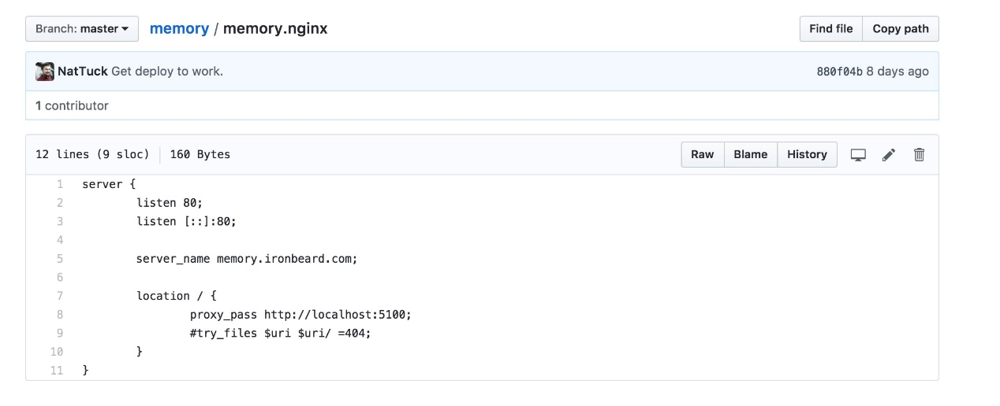 Branch: master memory / memory.nginx Find file Copy path
NatTuck Get deploy to work. 880f04b 8 days ago
1 contributor
12 lines (9 sloc) 160 Bytes Raw Blame History
1 server {
2 listen 80;
3 listen [::]:80;
4
5 server_name memory.ironbeard.com;
6
7 location / {
8 proxy_pass http://localhost:5100;
9 #try_files $uri $uri/ =404;
10 }
11 }